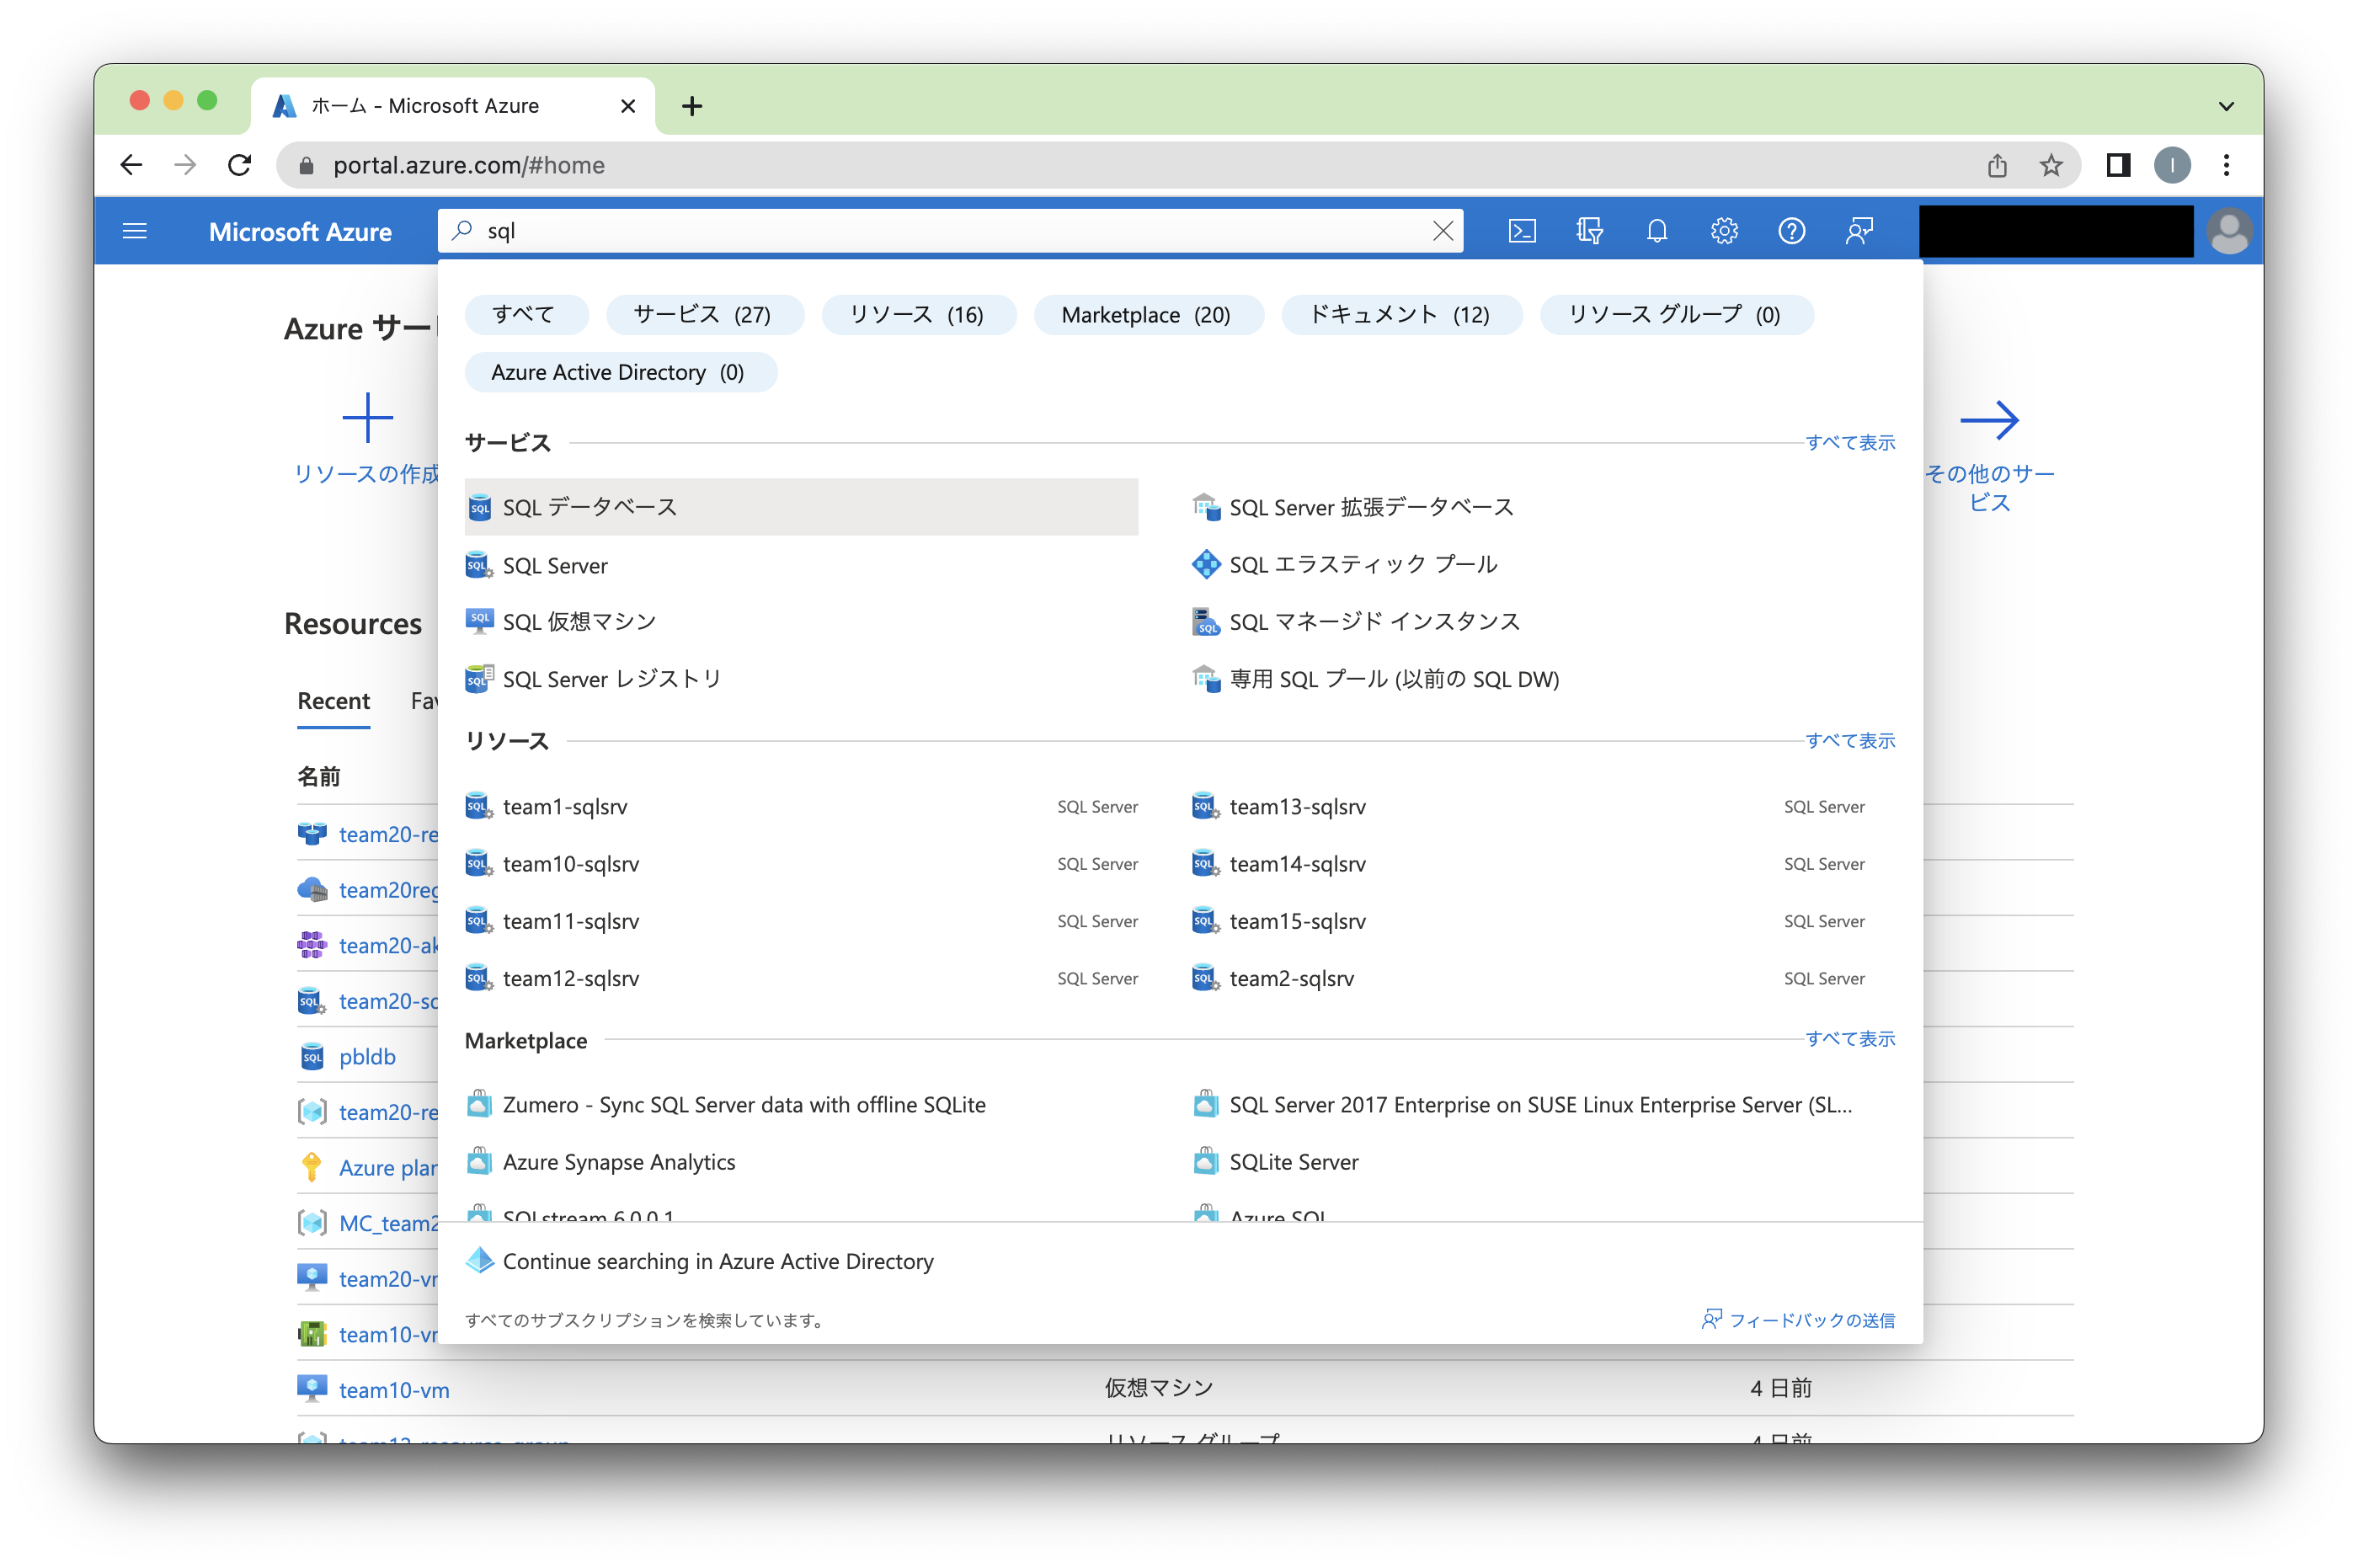 ホーム - Microsoft Azure
portal.azure.com/#home
I
Microsoft Azure
sql
すべて
サービス (27)
リソース (16)
Marketplace (20)
ドキュメント (12)
リソース グループ (0)
Azure Active Directory (0)
Azure サー
リソースの作成
その他のサー
ビス
サービス
すべて表示
SQL データベース
SQL Server 拡張データベース
SQL Server
SQL エラスティック プール
SQL 仮想マシン
SQL マネージド インスタンス
SQL Server レジストリ
専用 SQL プール (以前の SQL DW)
Resources
Recent
Fav
名前
リソース
すべて表示
team1-sqlsrv SQL Server
team13-sqlsrv SQL Server
team10-sqlsrv SQL Server
team14-sqlsrv SQL Server
team11-sqlsrv SQL Server
team15-sqlsrv SQL Server
team12-sqlsrv SQL Server
team2-sqlsrv SQL Server
Marketplace
すべて表示
Zumero - Sync SQL Server data with offline SQLite
SQL Server 2017 Enterprise on SUSE Linux Enterprise Server (SL...
Azure Synapse Analytics
SQLite Server
SQLstream 6.0.0.1
Azure SQL
Continue searching in Azure Active Directory
すべてのサブスクリプションを検索しています。
フィードバックの送信
team20-re
team20reg
team20-ak
team20-sq
pbldb
team20-re
Azure plan
MC_team2
team20-vm
team10-vm
team10-vm 仮想マシン 4 日前
team12-resource-group リソース グループ 4 日前